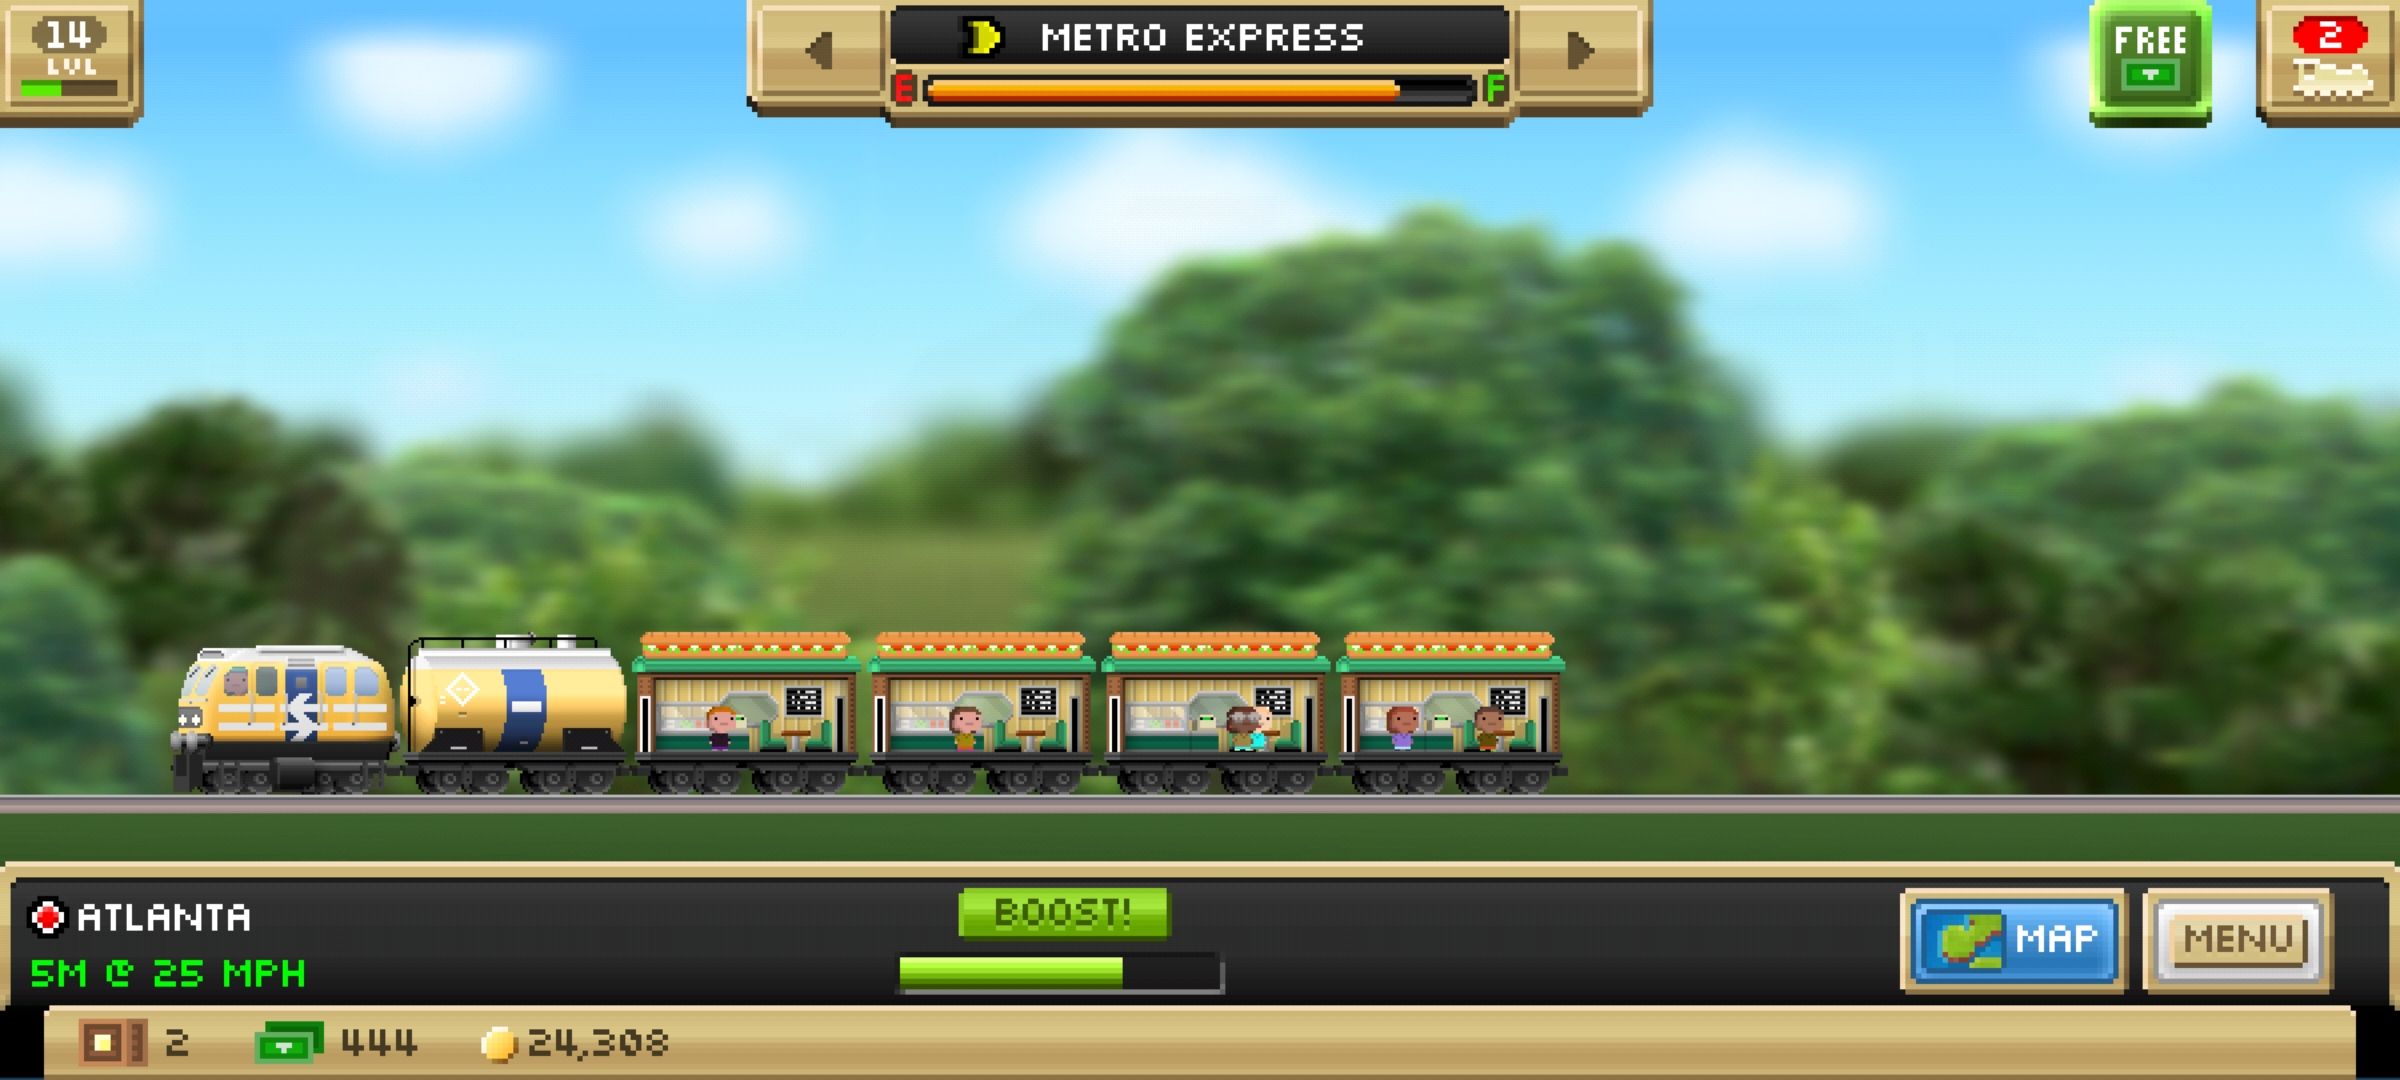 14
LVL
METRO EXPRESS
E
F
FREE
2
ATLANTA
5M @ 25 MPH
BOOST!
MAP
MENU
2
444
24,308